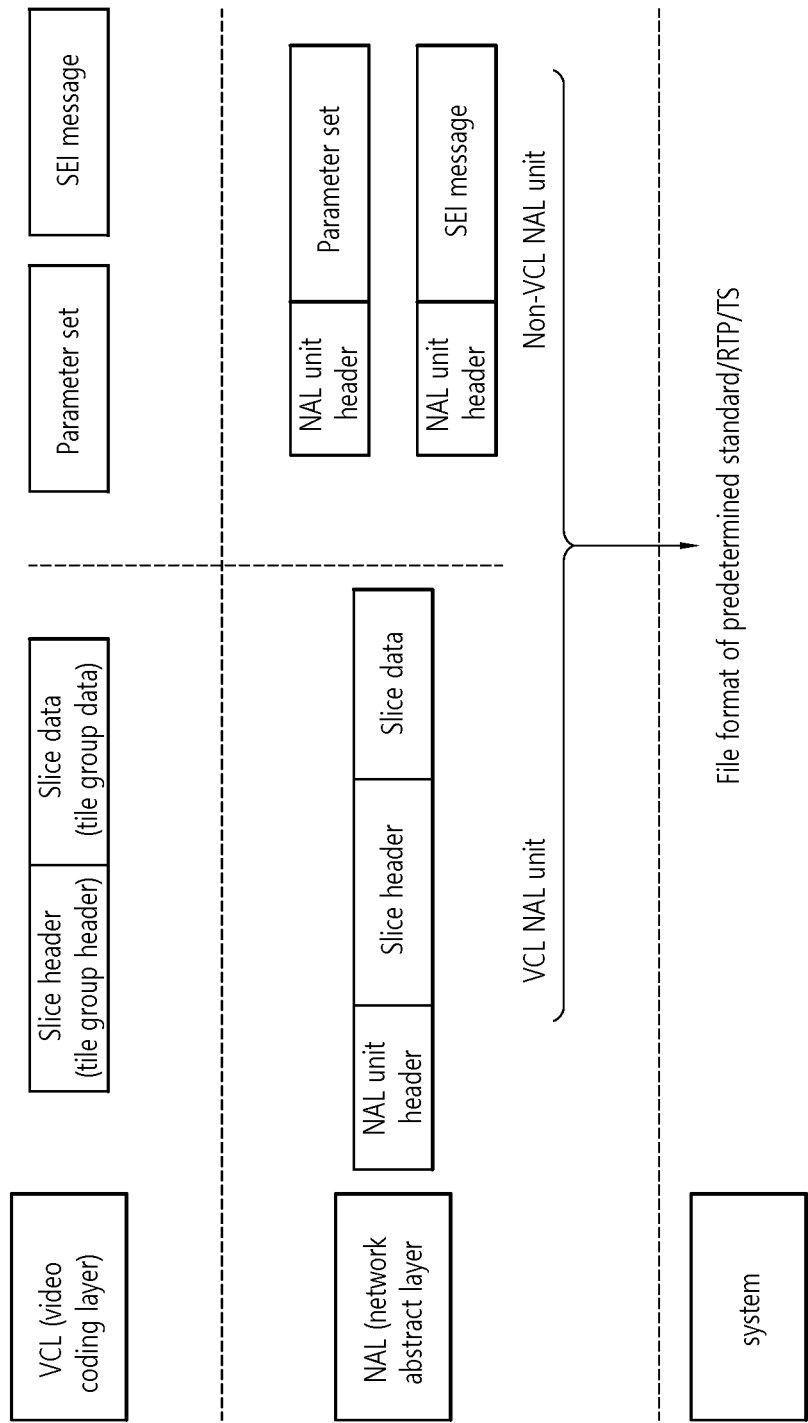 VCL (video
coding layer)
Slice header
(tile group header)
Slice data
(tile group data)
Parameter set
SEI message
NAL (network
abstract layer
NAL unit
header
Slice header
Slice data
NAL unit
header
Parameter set
NAL unit
header
SEI message
VCL NAL unit
Non-VCL NAL unit
system
File format of predetermined standard/RTP/TS